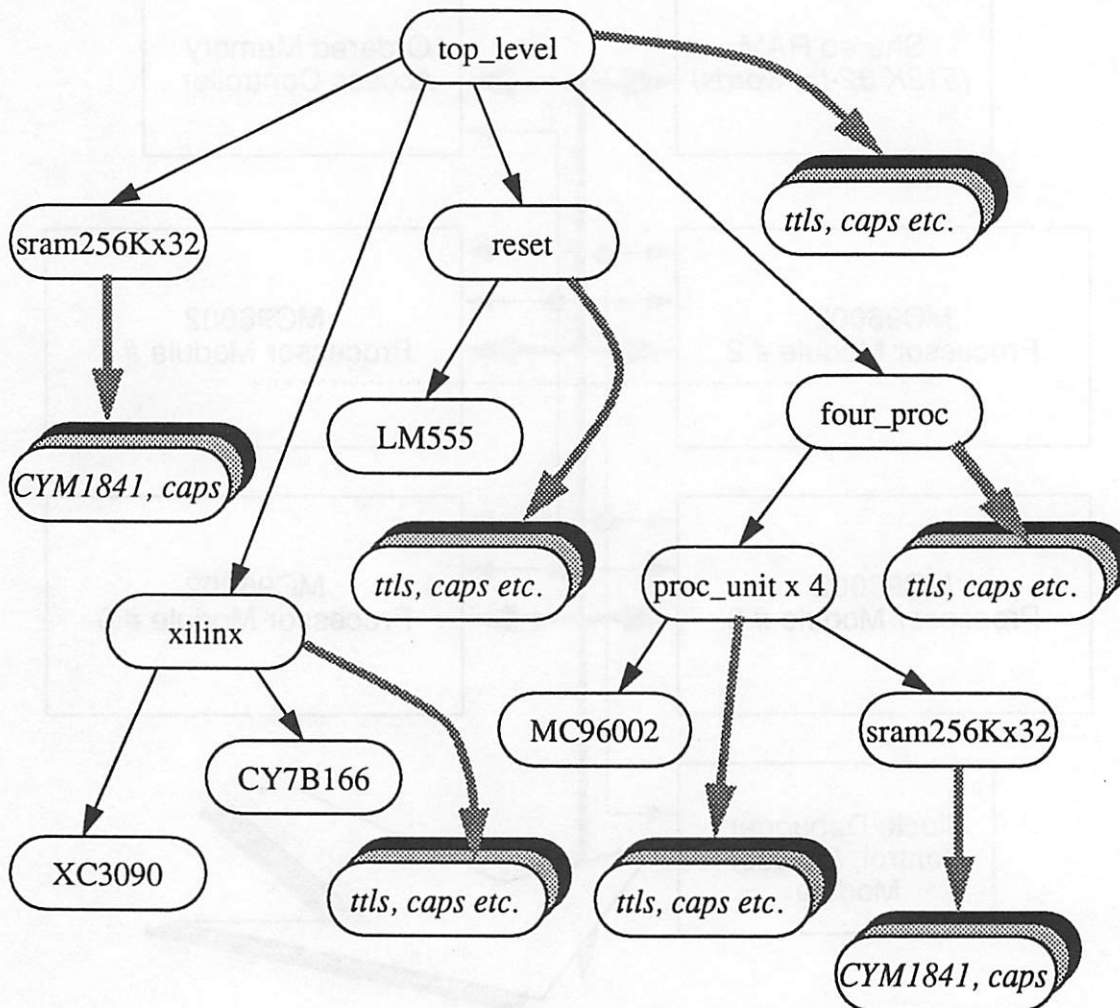 top_level
ttls, caps etc.
sram256Kx32
reset
LM555
four_proc
CYM1841, caps
ttls, caps etc.
proc_unit x 4
ttls, caps etc.
xilinx
MC96002
sram256Kx32
CY7B166
XC3090
ttls, caps etc.
ttls, caps etc.
CYM1841, caps